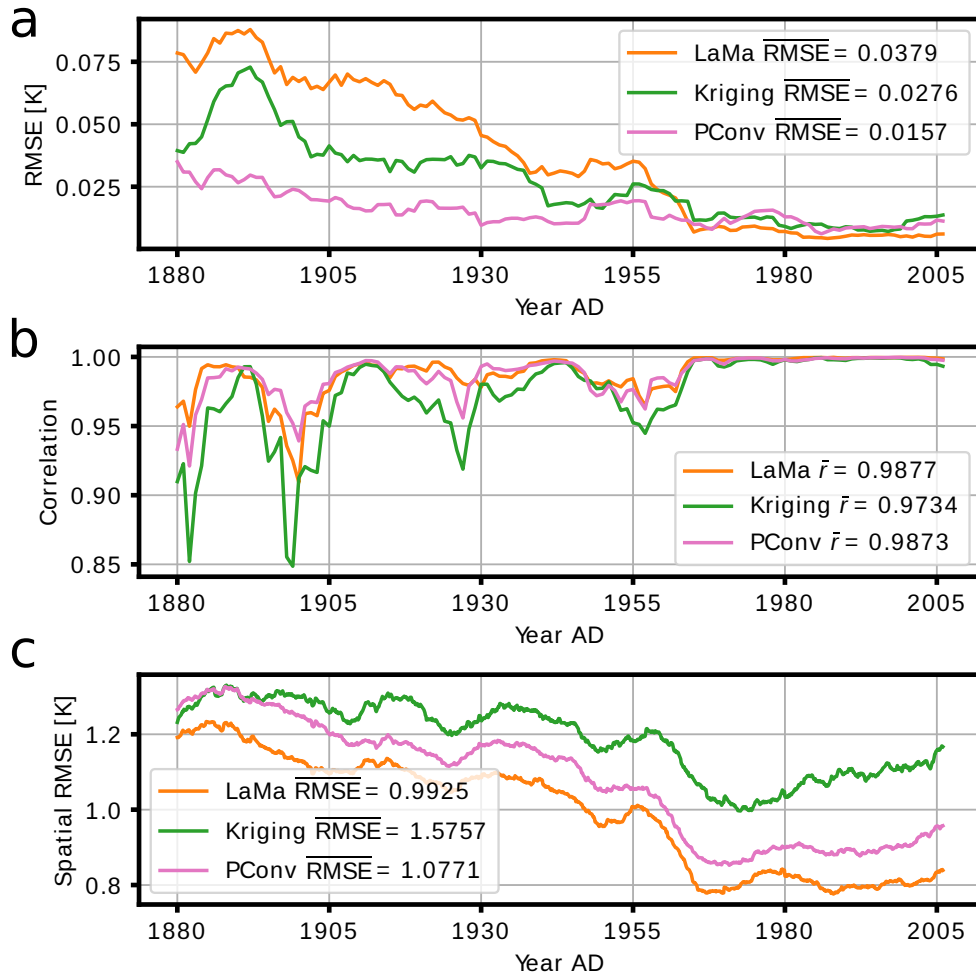 a
RMSE [K]
0.075
0.050
0.025
LaMa RMSE = 0.0379
Kriging RMSE = 0.0276
PConv RMSE = 0.0157
1880 1905 1930 1955 1980 2005
Year AD
b
Correlation
1.00
0.95
0.90
0.85
LaMa r̄ = 0.9877
Kriging r̄ = 0.9734
PConv r̄ = 0.9873
1880 1905 1930 1955 1980 2005
Year AD
c
Spatial RMSE [K]
1.2
1.0
0.8
LaMa RMSE = 0.9925
Kriging RMSE = 1.5757
PConv RMSE = 1.0771
1880 1905 1930 1955 1980 2005
Year AD